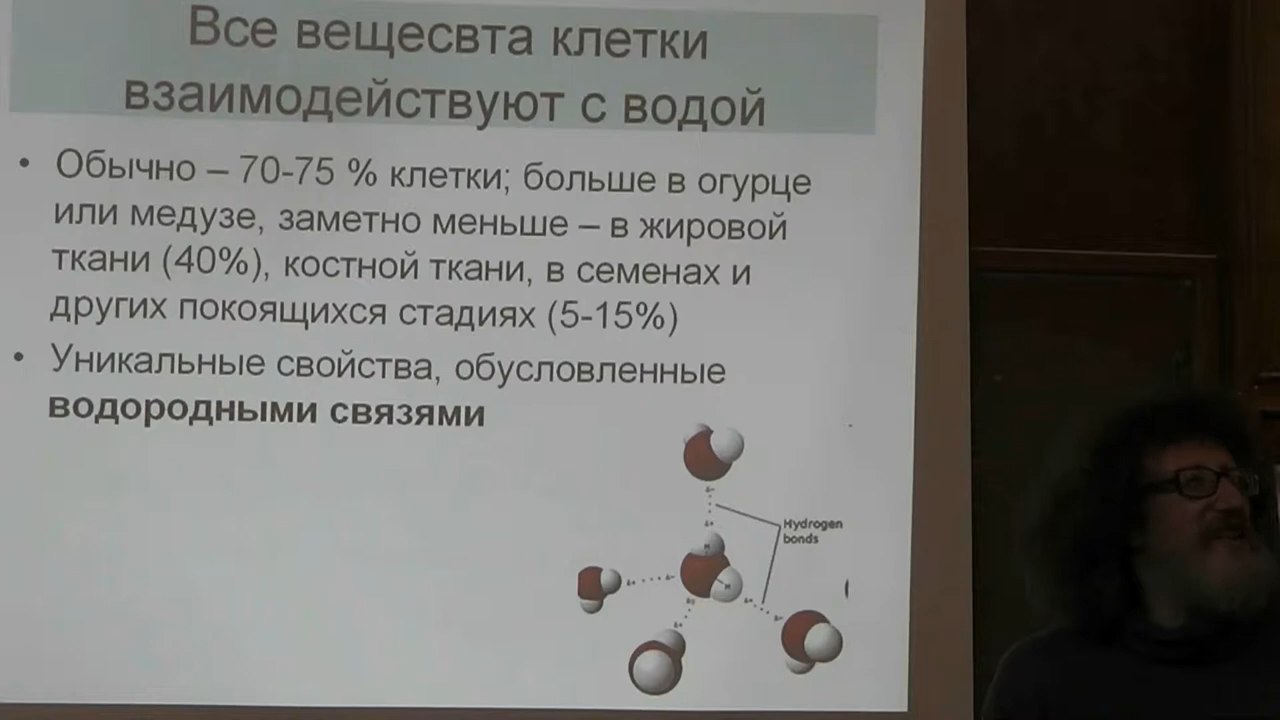 Все вещесвта клетки
взаимодействуют с водой
• Обычно – 70-75 % клетки; больше в огурце
или медузе, заметно меньше – в жировой
ткани (40%), костной ткани, в семенах и
других покоящихся стадиях (5-15%)
• Уникальные свойства, обусловленные
водородными связями
Hydrogen
bonds